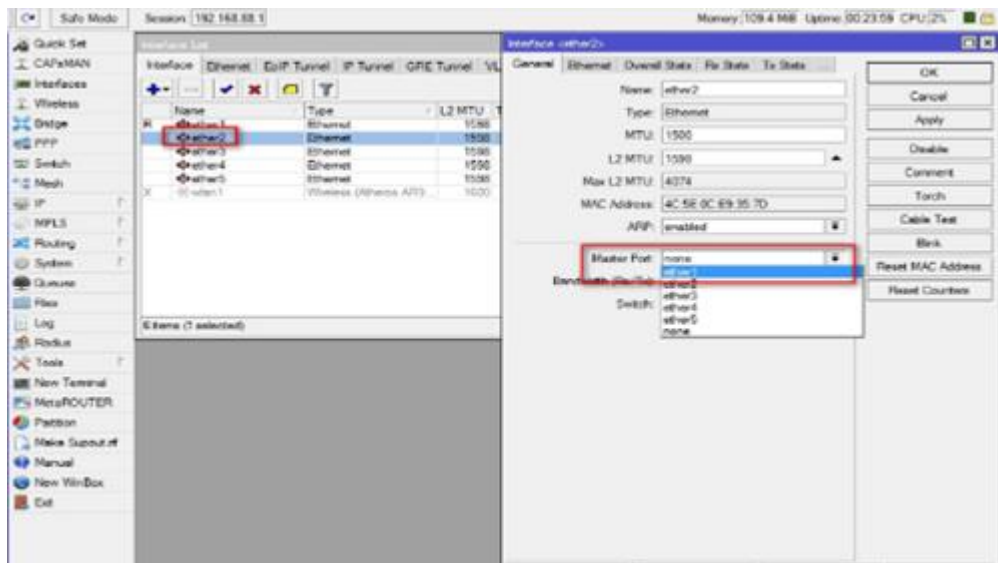 Safe Mode
Session: 192.168.88.1
Memory: 109.4 MiB Uptime: 00:23:59 CPU: 2%
Quick Set
CAPsMAN
Interfaces
Wireless
Bridge
PPP
Switch
Mesh
IP
MPLS
Routing
System
Queues
Files
Log
Radius
Tools
New Terminal
MetaROUTER
Partition
Make Supout.rif
Manual
New WinBox
Exit
Interface List
Interface Ethernet EoIP Tunnel IP Tunnel GRE Tunnel VL
Name Type L2 MTU T
R ether1 Ethernet 1598
ether2 Ethernet 1598
ether3 Ethernet 1598
ether4 Ethernet 1598
ether5 Ethernet 1598
X wlan1 Wireless (Atheros AR9... 1600
6 items (1 selected)
Interface <ether2>
General Ethernet Overall Stats Rx Stats Tx Stats ...
Name: ether2
Type: Ethernet
MTU: 1500
L2 MTU: 1598
Max L2 MTU: 4074
MAC Address: 4C:5E:0C:69:35:7D
ARP: enabled
Master Port: none
ether1
Bandwidth (Rx/Tx): ether2
ether3
Switch: ether4
ether5
none
OK
Cancel
Apply
Disable
Comment
Torch
Cable Test
Blink
Reset MAC Address
Reset Counters